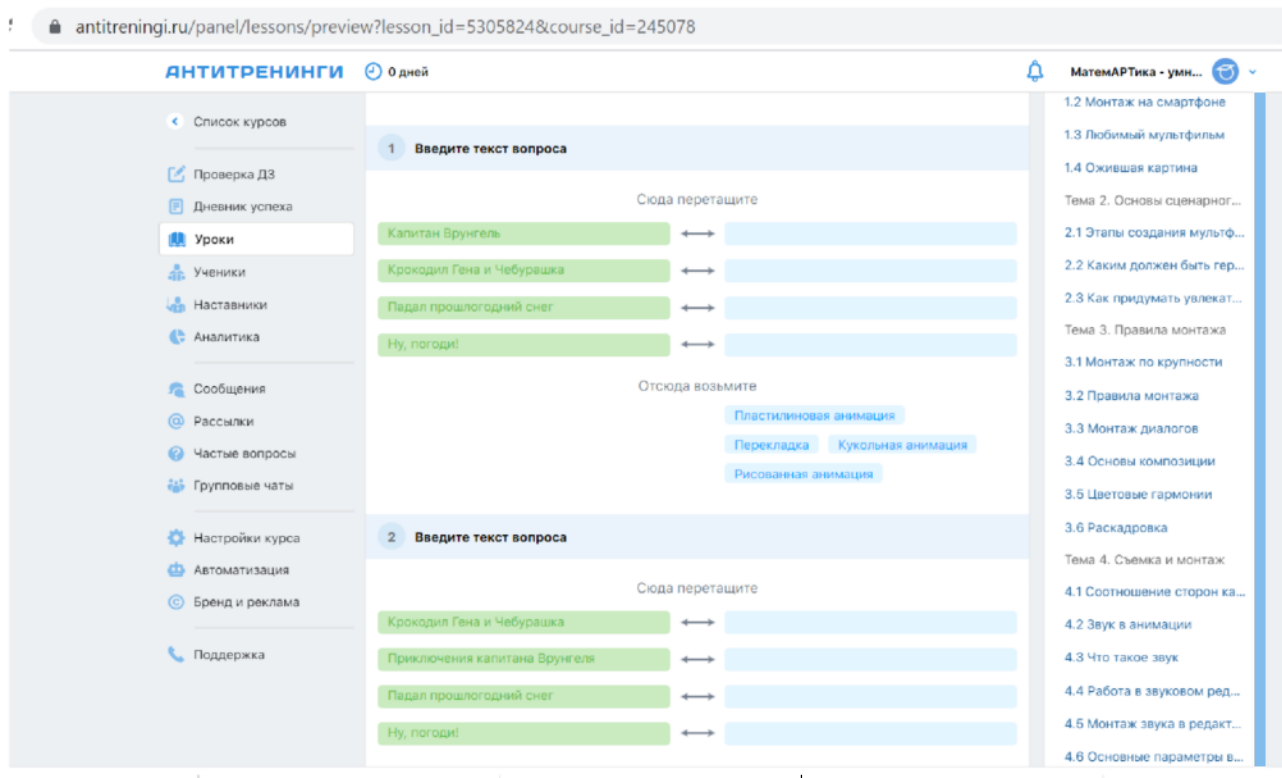 antitreningi.ru/panel/lessons/preview?lesson_id=5305824&course_id=245078
АНТИТРЕНИНГИ
0 дней
МатемАРТика - умн...
Список курсов
Проверка ДЗ
Дневник успеха
Уроки
Ученики
Наставники
Аналитика
Сообщения
Рассылки
Частые вопросы
Групповые чаты
Настройки курса
Автоматизация
Бренд и реклама
Поддержка
1 Введите текст вопроса
Сюда перетащите
Капитан Врунгель
Крокодил Гена и Чебурашка
Падал прошлогодний снег
Ну, погоди!
Отсюда возьмите
Пластилиновая анимация
Перекладка Кукольная анимация
Рисованная анимация
2 Введите текст вопроса
Сюда перетащите
Крокодил Гена и Чебурашка
Приключения капитана Врунгеля
Падал прошлогодний снег
Ну, погоди!
1.2 Монтаж на смартфоне
1.3 Любимый мультфильм
1.4 Ожившая картина
Тема 2. Основы сценарног...
2.1 Этапы создания мультф...
2.2 Каким должен быть гер...
2.3 Как придумать увлекат...
Тема 3. Правила монтажа
3.1 Монтаж по крупности
3.2 Правила монтажа
3.3 Монтаж диалогов
3.4 Основы композиции
3.5 Цветовые гармонии
3.6 Раскадровка
Тема 4. Съемка и монтаж
4.1 Соотношение сторон ка...
4.2 Звук в анимации
4.3 Что такое звук
4.4 Работа в звуковом ред...
4.5 Монтаж звука в редакт...
4.6 Основные параметры в...